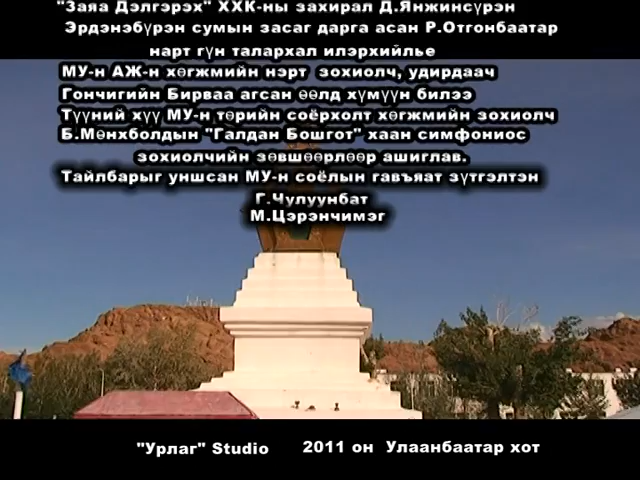 "Заяа Дэлгэрэх" ХХК-ны захирал Д.Янжинсүрэн
Эрдэнэбүрэн сумын засаг дарга асан Р.Отгонбаатар
нарт гүн талархал илэрхийлье
МУ-н АЖ-н хөгжмийн нэрт зохиолч, удирдаач
Гончигийн Бирваа агсан өөлд хүмүүн билээ
Түүний хүү МУ-н төрийн соёрхолт хөгжмийн зохиолч
Б.Мөнхболдын "Галдан Бошгот" хаан симфониос
зохиолчийн зөвшөөрлөөр ашиглав.
Тайлбарыг уншсан МУ-н соёлын гавъяат зүтгэлтэн
Г.Чулуунбат
М.Цэрэнчимэг
"Урлаг" Studio 2011 он Улаанбаатар хот